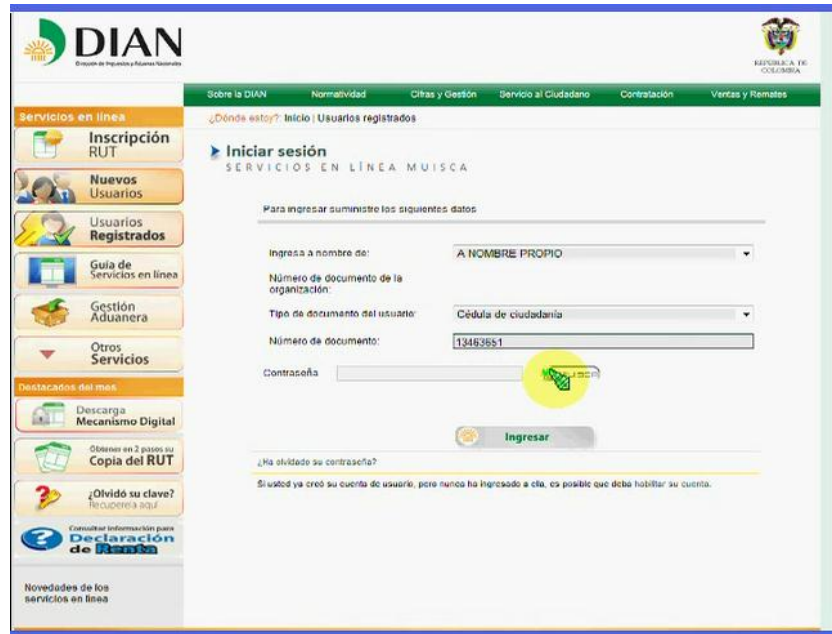 DIAN
Dirección de Impuestos y Aduanas Nacionales
REPÚBLICA DE
COLOMBIA
Sobre la DIAN Normatividad Cifras y Gestión Servicio al Ciudadano Contratación Ventas y Remates
Servicios en línea
¿Dónde estoy?: Inicio | Usuarios registrados
Inscripción
RUT
Nuevos
Usuarios
Usuarios
Registrados
Guía de
Servicios en línea
Gestión
Aduanera
Otros
Servicios
Destacados del mes
Descarga
Mecanismo Digital
Obtener en 2 pasos su
Copia del RUT
¿Olvidó su clave?
Recuperela aquí
Consultar información para
Declaración
de Renta
Novedades de los
servicios en línea
Iniciar sesión
SERVICIOS EN LÍNEA MUISCA
Para ingresar suministre los siguientes datos
Ingresa a nombre de: A NOMBRE PROPIO
Número de documento de la
organización:
Tipo de documento del usuario: Cédula de ciudadanía
Número de documento: 13463651
Contraseña
Ingresar
¿Ha olvidado su contraseña?
Si usted ya creó su cuenta de usuario, pero nunca ha ingresado a ella, es posible que deba habilitar su cuenta.